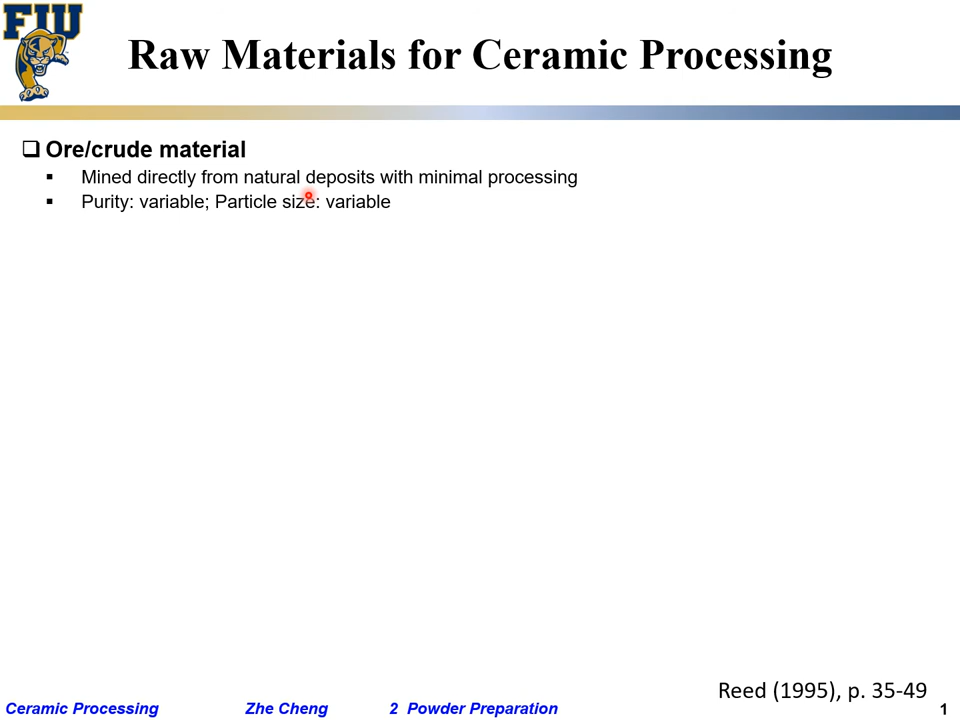 FIU
Raw Materials for Ceramic Processing
❑ Ore/crude material
▪ Mined directly from natural deposits with minimal processing
▪ Purity: variable; Particle size: variable
Reed (1995), p. 35-49
Ceramic Processing Zhe Cheng 2 Powder Preparation 1